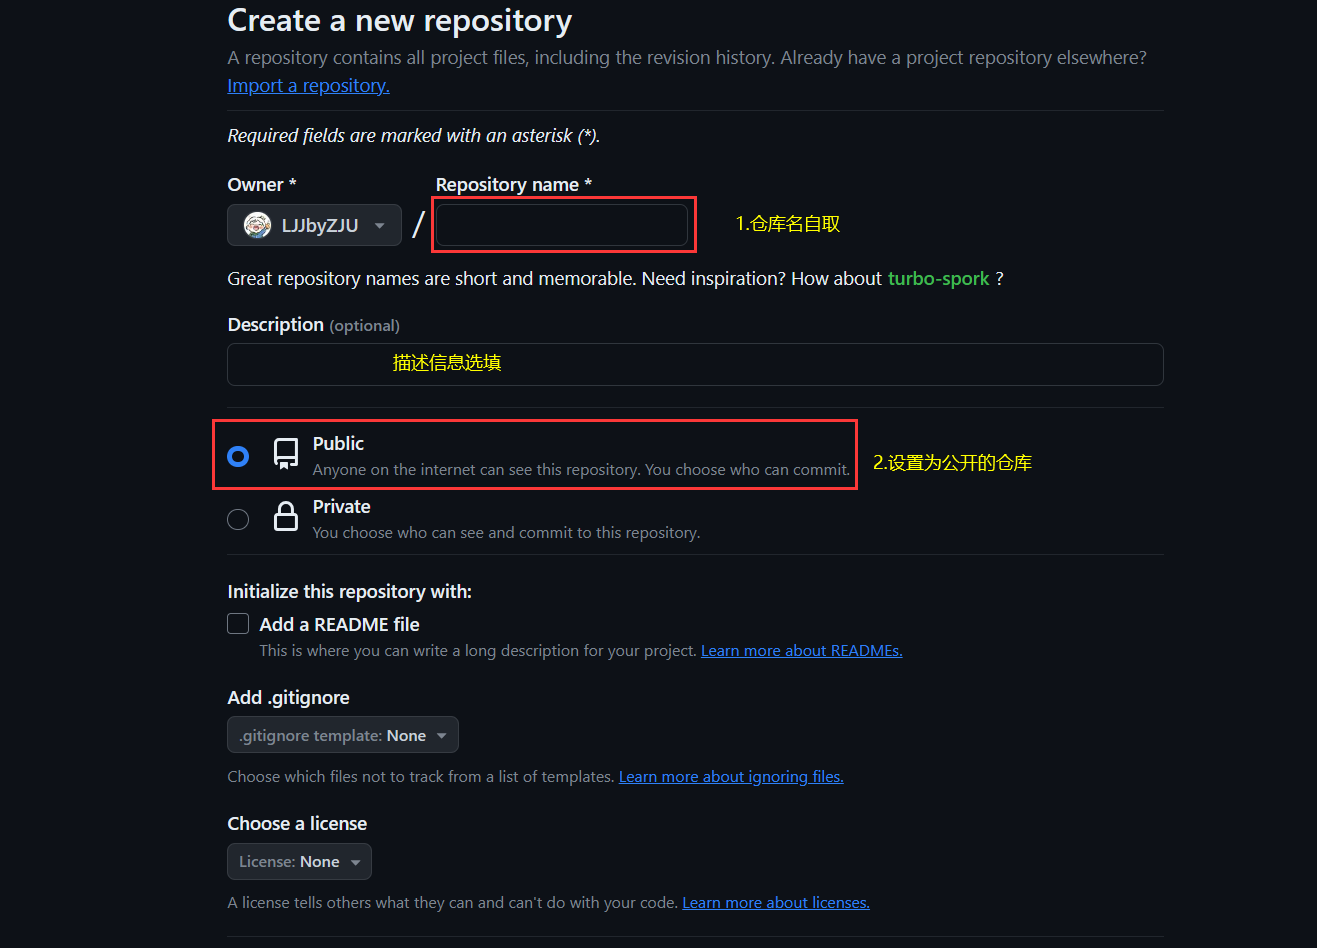 Create a new repository
A repository contains all project files, including the revision history. Already have a project repository elsewhere?
Import a repository.
Required fields are marked with an asterisk (*).
Owner *
Repository name *
LJJbyZJU
/
1.仓库名自取
Great repository names are short and memorable. Need inspiration? How about turbo-spork ?
Description (optional)
描述信息选填
Public
Anyone on the internet can see this repository. You choose who can commit.
2.设置为公开的仓库
Private
You choose who can see and commit to this repository.
Initialize this repository with:
Add a README file
This is where you can write a long description for your project. Learn more about READMEs.
Add .gitignore
.gitignore template: None
Choose which files not to track from a list of templates. Learn more about ignoring files.
Choose a license
License: None
A license tells others what they can and can't do with your code. Learn more about licenses.